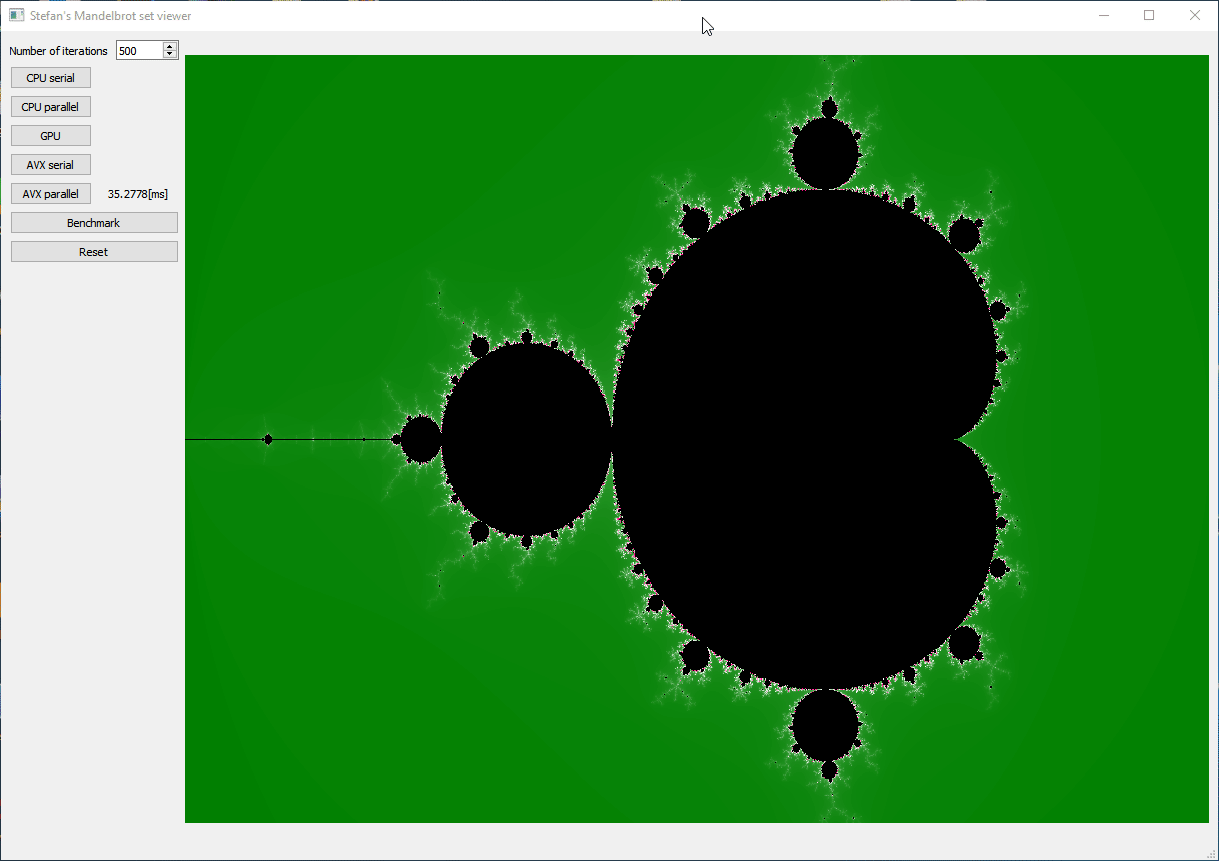 Stefan's Mandelbrot set viewer
Number of iterations 500
CPU serial
CPU parallel
GPU
AVX serial
AVX parallel 35.2778[ms]
Benchmark
Reset